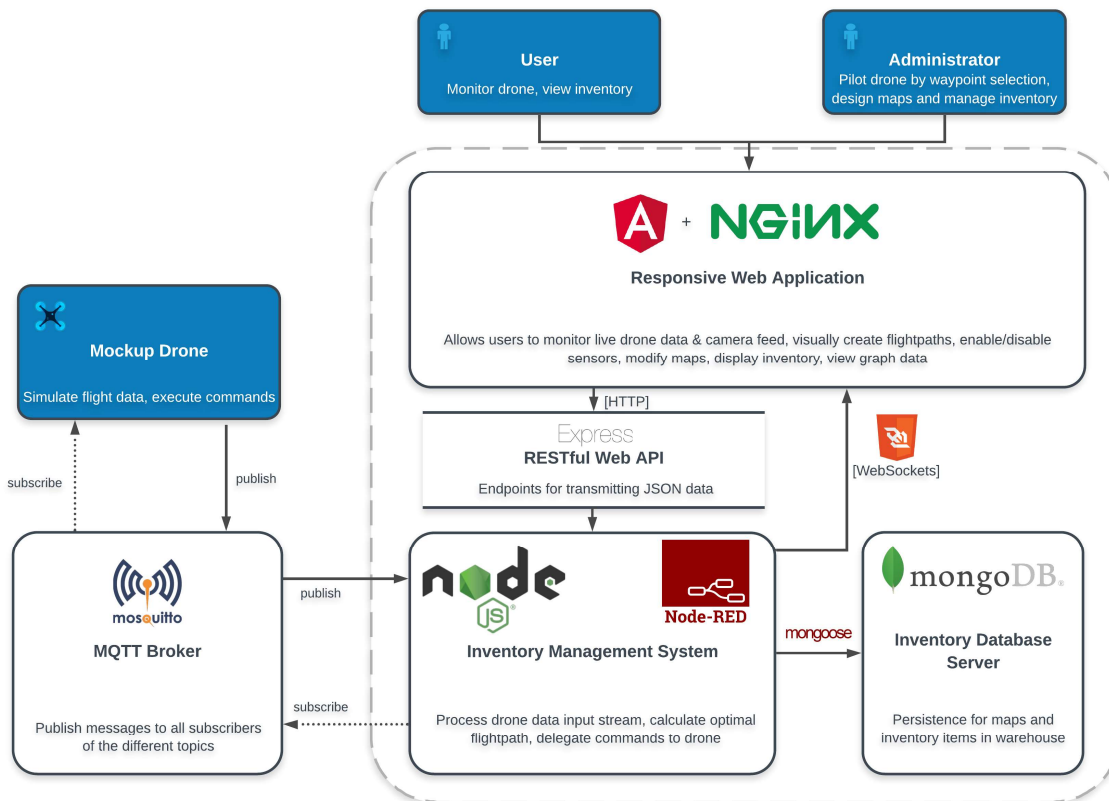 User
Monitor drone, view inventory
Administrator
Pilot drone by waypoint selection,
design maps and manage inventory
A
+
NGINX
Responsive Web Application
Allows users to monitor live drone data & camera feed, visually create flightpaths, enable/disable
sensors, modify maps, display inventory, view graph data
Mockup Drone
Simulate flight data, execute commands
[HTTP]
Express
RESTful Web API
Endpoints for transmitting JSON data
[WebSockets]
subscribe
publish
mosquitto
MQTT Broker
Publish messages to all subscribers
of the different topics
publish
subscribe
node
JS®
Node-RED
Inventory Management System
Process drone data input stream, calculate optimal
flightpath, delegate commands to drone
mongoose
mongoDB®
Inventory Database
Server
Persistence for maps and
inventory items in warehouse